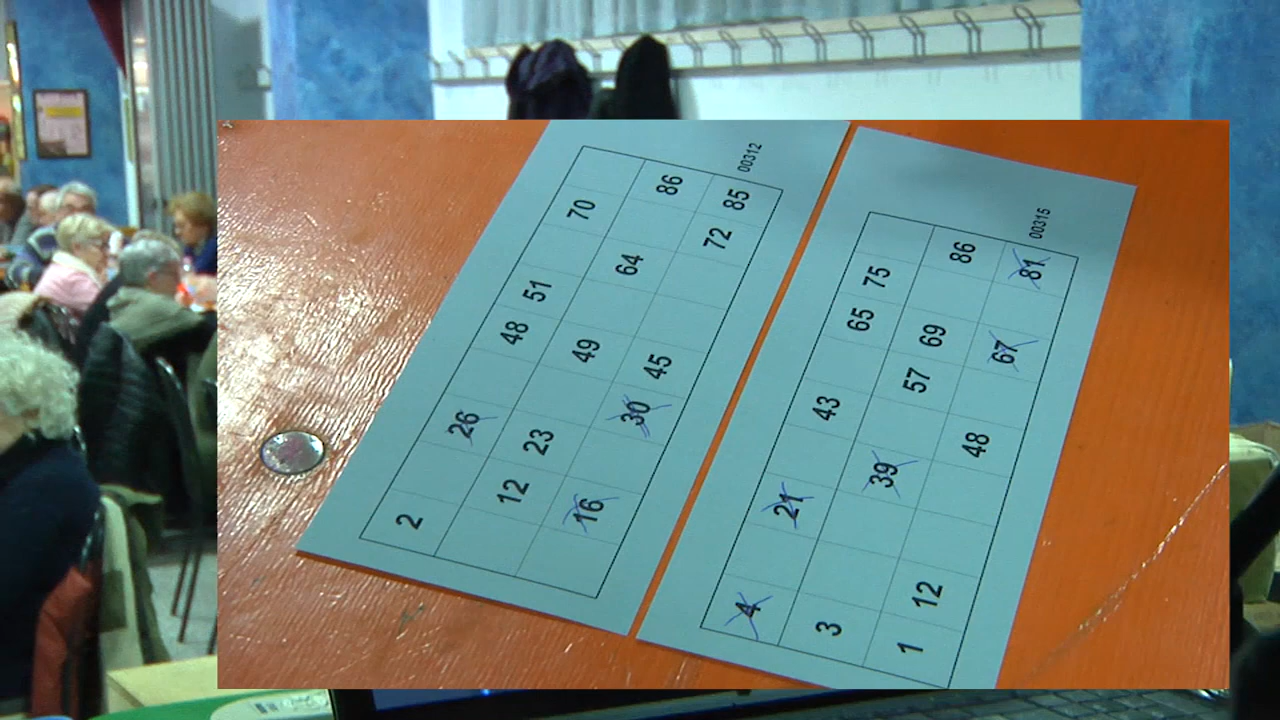 00312
2 26 48 51 70
12 23 49 64 86
16 30 45 72 85
00315
4 21 43 65 75
3 39 57 69 86
1 12 48 67 81